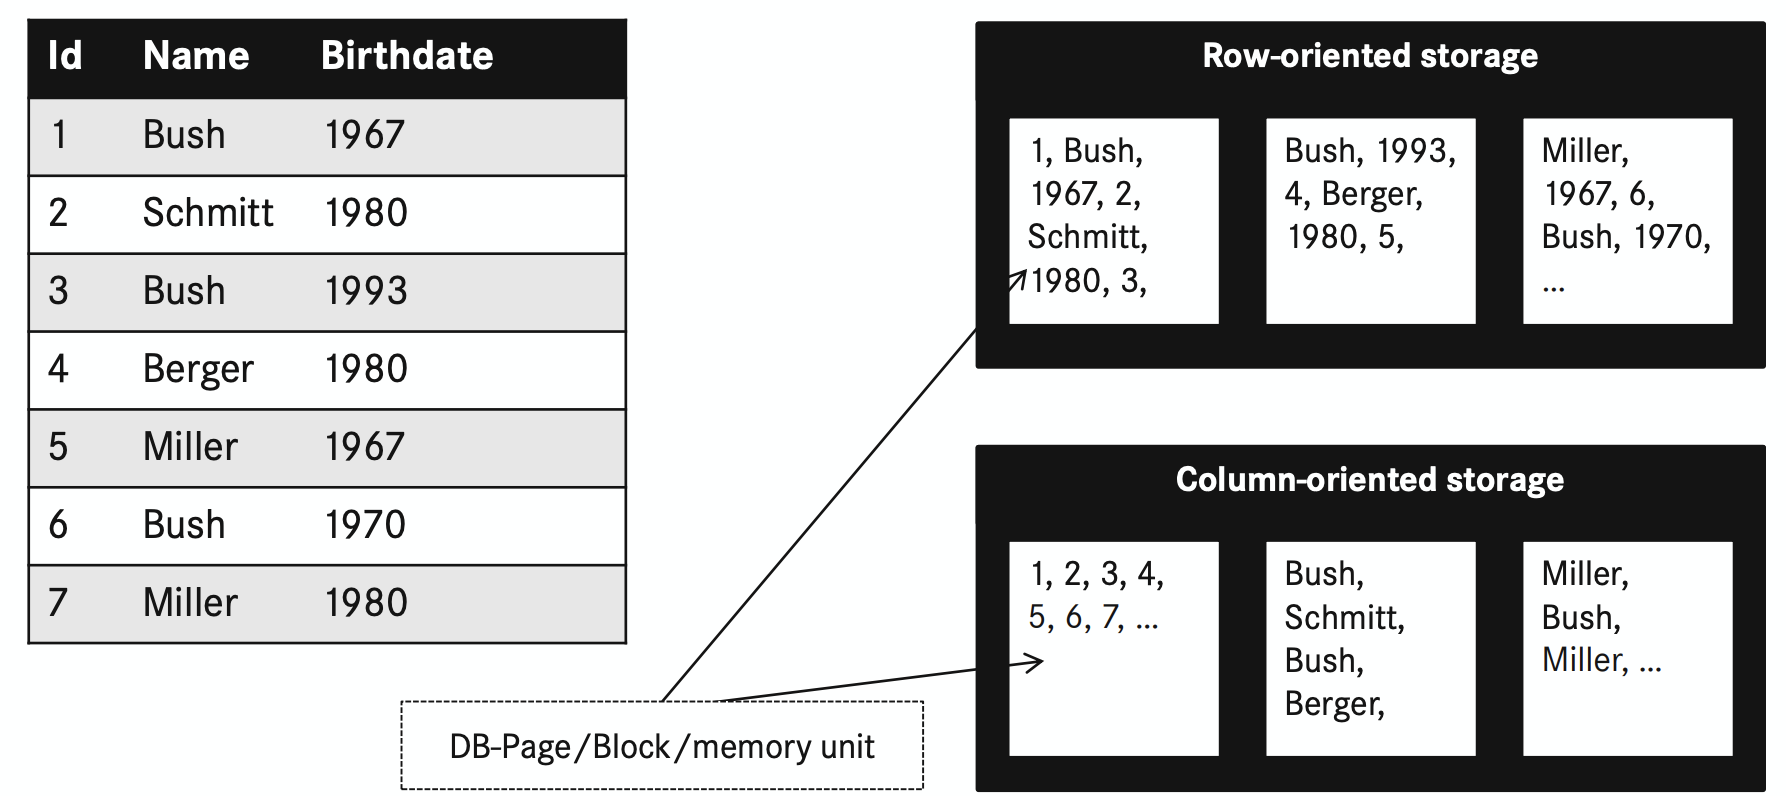 Id Name Birthdate
1 Bush 1967
2 Schmitt 1980
3 Bush 1993
4 Berger 1980
5 Miller 1967
6 Bush 1970
7 Miller 1980
DB-Page/Block/memory unit
Row-oriented storage
1, Bush,
1967, 2,
Schmitt,
1980, 3,
Bush, 1993,
4, Berger,
1980, 5,
Miller,
1967, 6,
Bush, 1970,
...
Column-oriented storage
1, 2, 3, 4,
5, 6, 7, ...
Bush,
Schmitt,
Bush,
Berger,
Miller,
Bush,
Miller, ...